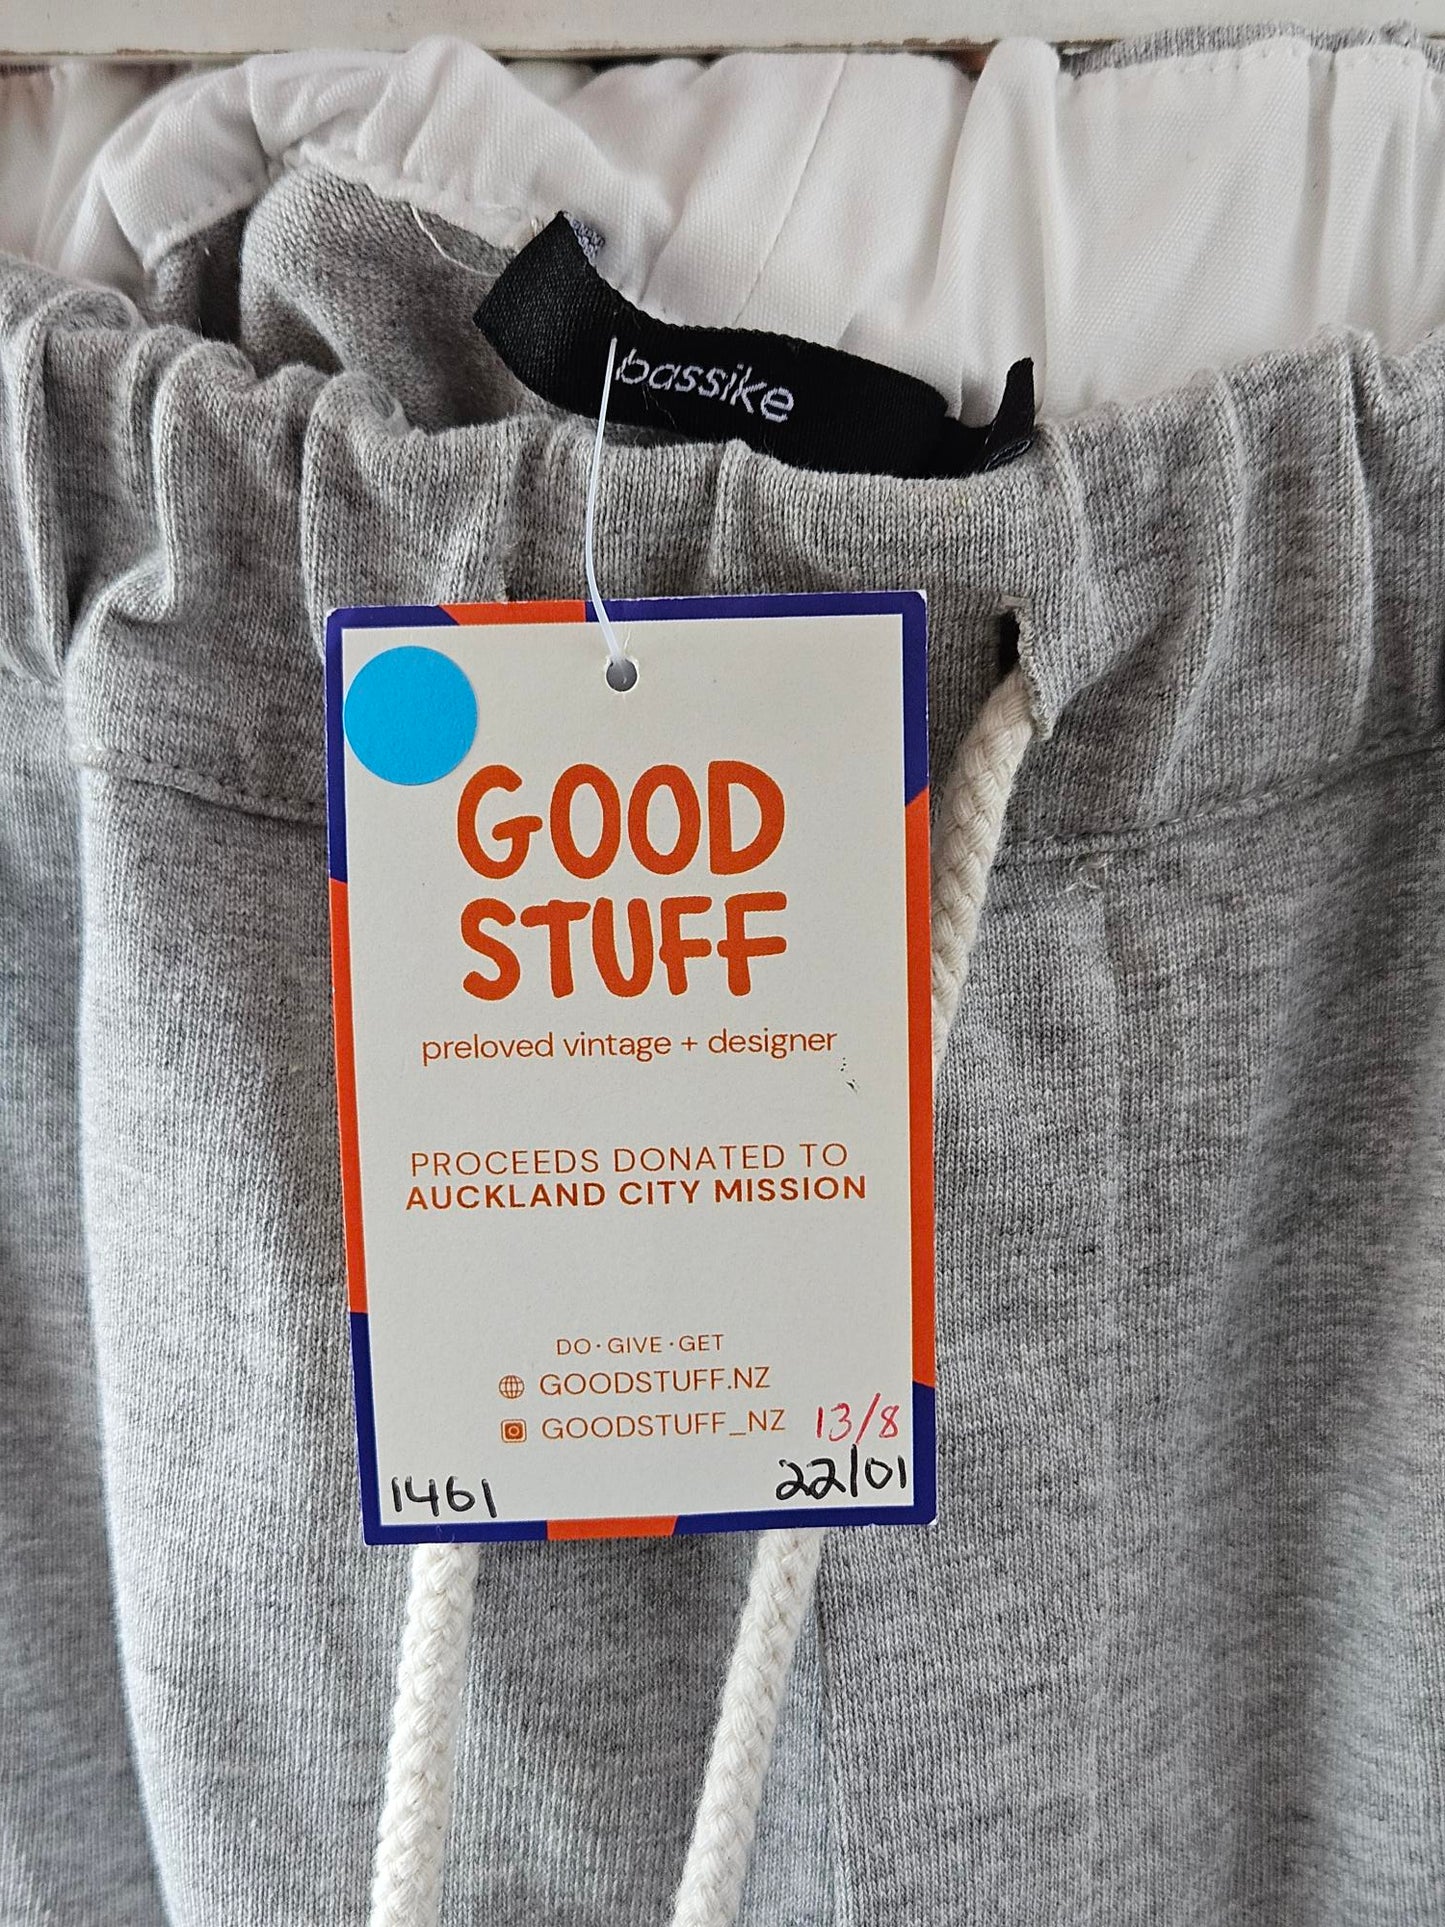 bassike
GOOD
STUFF
preloved vintage + designer
PROCEEDS DONATED TO
AUCKLAND CITY MISSION
DO·GIVE·GET
GOODSTUFF.NZ
GOODSTUFF_NZ 13/8
1461 22/01